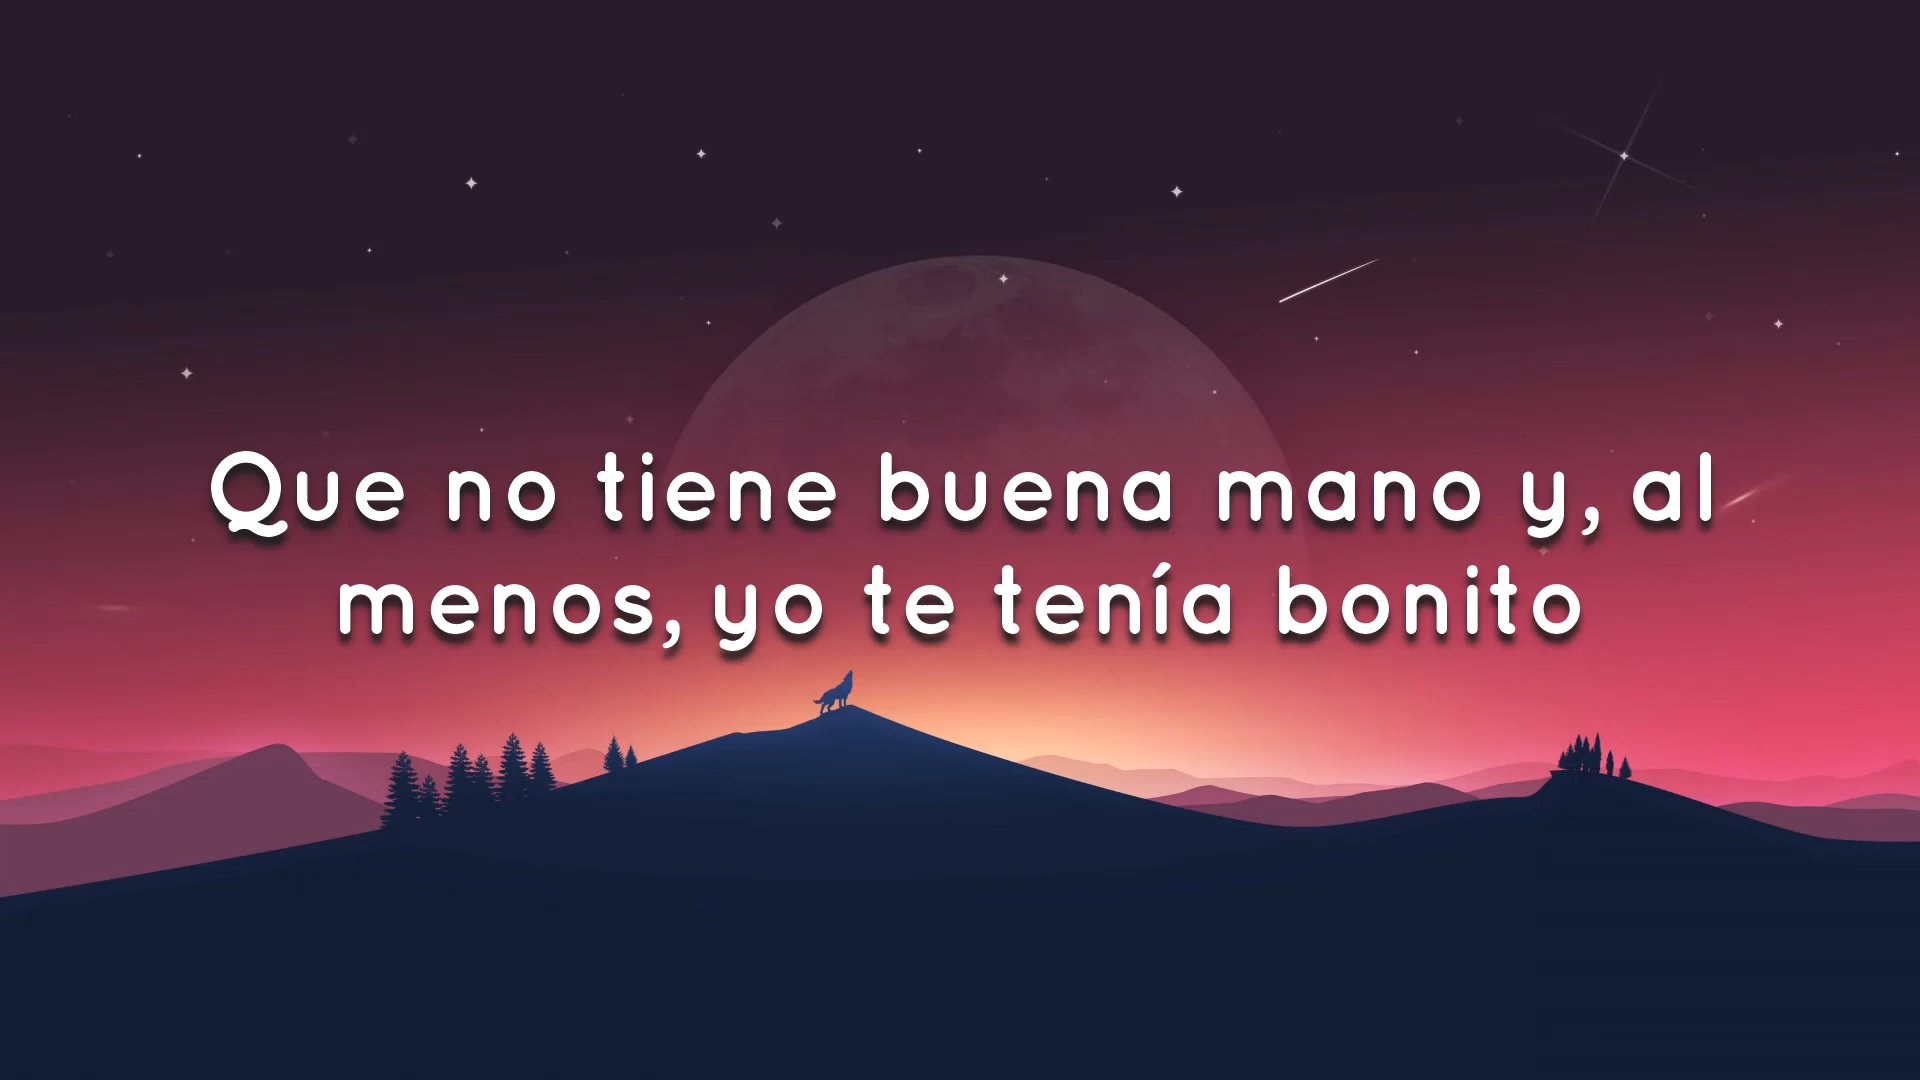 Que no tiene buena mano y, al
menos, yo te tenía bonito